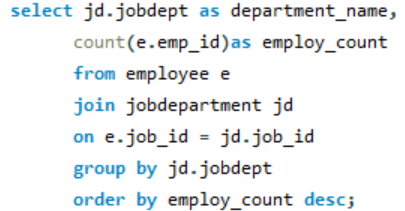 select jd.jobdept as department_name,
count(e.emp_id)as employ_count
from employee e
join jobdepartment jd
on e.job_id = jd.job_id
group by jd.jobdept
order by employ_count desc;